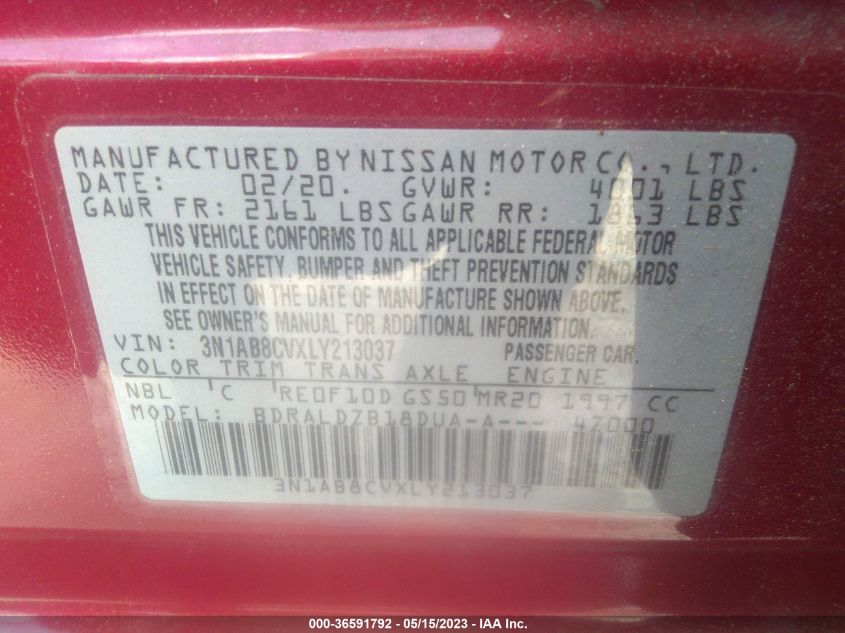 MANUFACTURED BY NISSAN MOTOR CO., LTD.
DATE: 02/20. GVWR: 4001 LBS
GAWR FR: 2161 LBS GAWR RR: 1863 LBS
THIS VEHICLE CONFORMS TO ALL APPLICABLE FEDERAL MOTOR
VEHICLE SAFETY, BUMPER AND THEFT PREVENTION STANDARDS
IN EFFECT ON THE DATE OF MANUFACTURE SHOWN ABOVE.
SEE OWNER'S MANUAL FOR ADDITIONAL INFORMATION.
VIN: 3N1AB8CVXLY213037 PASSENGER CAR.
COLOR TRIM TRANS AXLE ENGINE
NBL C RE0F10D GS50 MR20 1997 CC
MODEL: BDRALDZB18DUA-A--- 47000
3N1AB8CVXLY213037
000-36591792 - 05/15/2023 - IAA Inc.